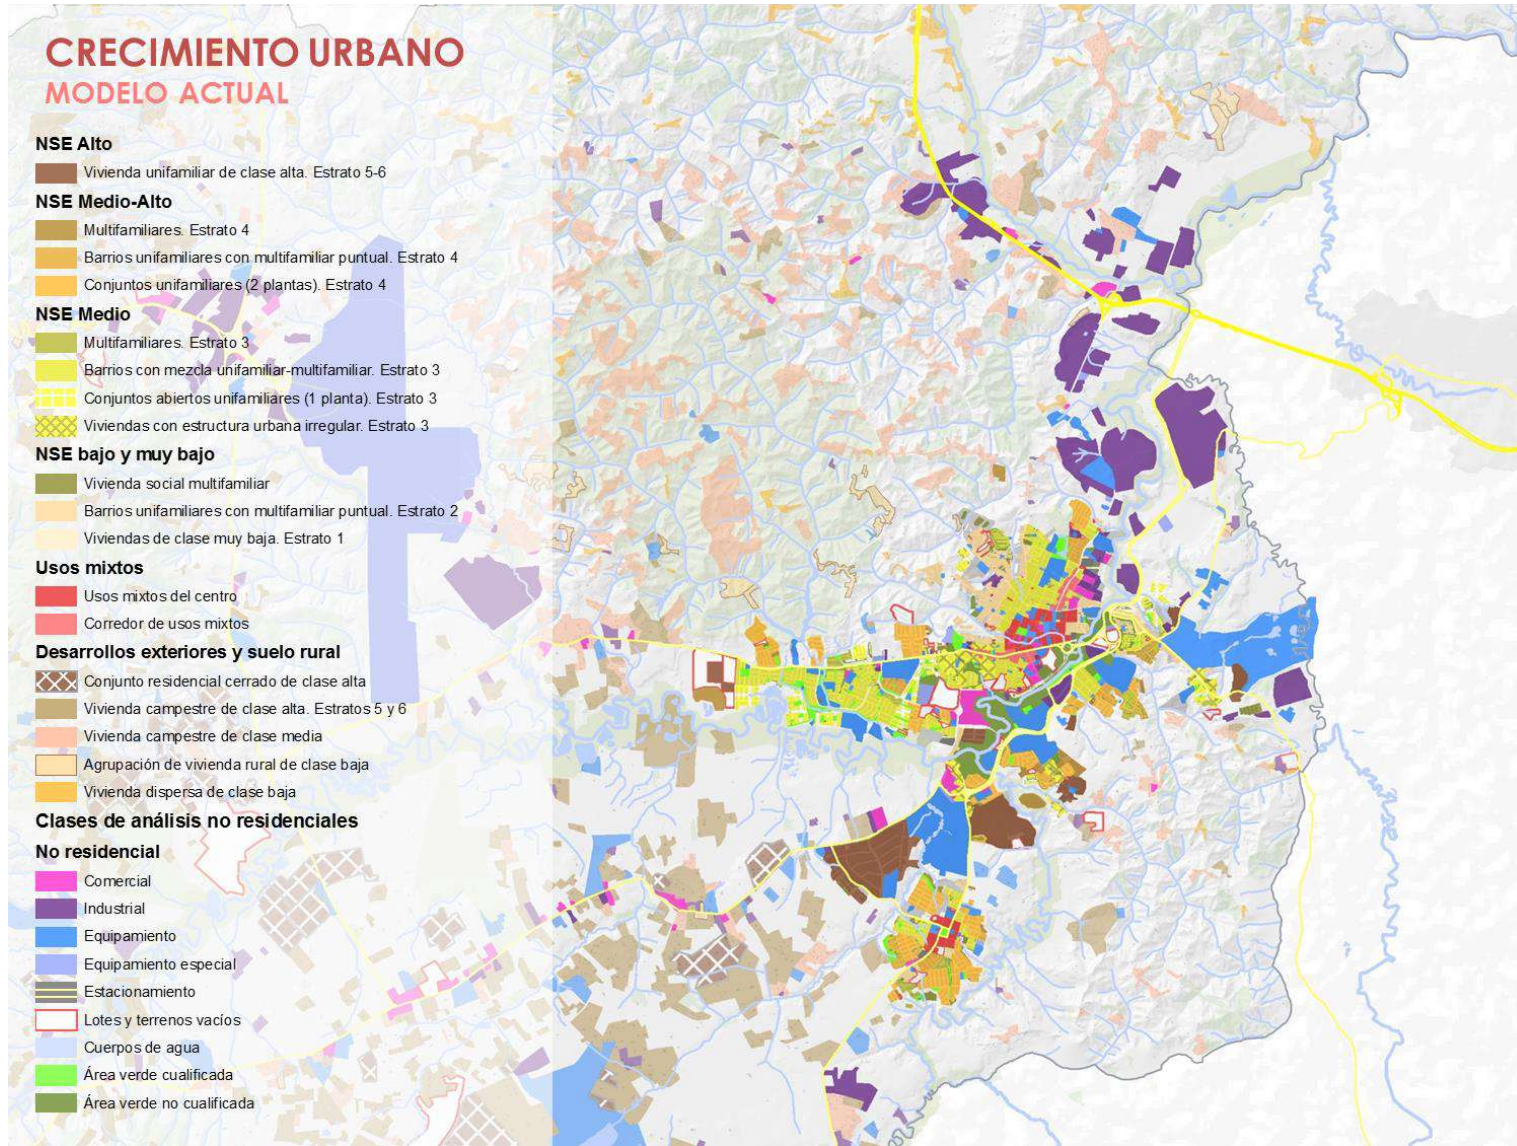 CRECIMIENTO URBANO
MODELO ACTUAL
NSE Alto
Vivienda unifamiliar de clase alta. Estrato 5-6
NSE Medio-Alto
Multifamiliares. Estrato 4
Barrios unifamiliares con multifamiliar puntual. Estrato 4
Conjuntos unifamiliares (2 plantas). Estrato 4
NSE Medio
Multifamiliares. Estrato 3
Barrios con mezcla unifamiliar-multifamiliar. Estrato 3
Conjuntos abiertos unifamiliares (1 planta). Estrato 3
Viviendas con estructura urbana irregular. Estrato 3
NSE bajo y muy bajo
Vivienda social multifamiliar
Barrios unifamiliares con multifamiliar puntual. Estrato 2
Viviendas de clase muy baja. Estrato 1
Usos mixtos
Usos mixtos del centro
Corredor de usos mixtos
Desarrollos exteriores y suelo rural
Conjunto residencial cerrado de clase alta
Vivienda campestre de clase alta. Estratos 5 y 6
Vivienda campestre de clase media
Agrupación de vivienda rural de clase baja
Vivienda dispersa de clase baja
Clases de análisis no residenciales
No residencial
Comercial
Industrial
Equipamiento
Equipamiento especial
Estacionamiento
Lotes y terrenos vacíos
Cuerpos de agua
Área verde cualificada
Área verde no cualificada